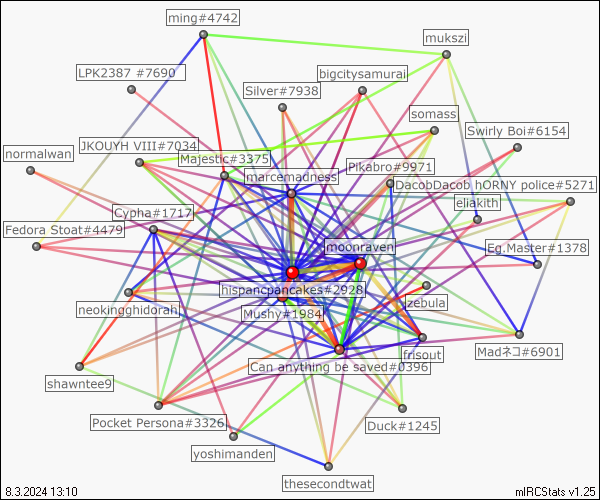 ming#4742
mukszi
LPK2387 #7690
bigcitysamurai
Silver#7938
somass
Swirly Boi#6154
JKOUYH VIII#7034
normalwan
Majestic#3375
Pikabro#9971
marcemadness
DacobDacob hORNY police#5271
eliakith
Cypha#1717
Fedora Stoat#4479
moonraven
Eg.Master#1378
hispancpancakes#2928
neokingghidorah
Mushy#1984
frisout
Madネコ#6901
Can anything be saved#0396
shawntee9
Pocket Persona#3326
Duck#1245
yoshimanden
thesecondtwat
8.3.2024 13:10
mIRCStats v1.25